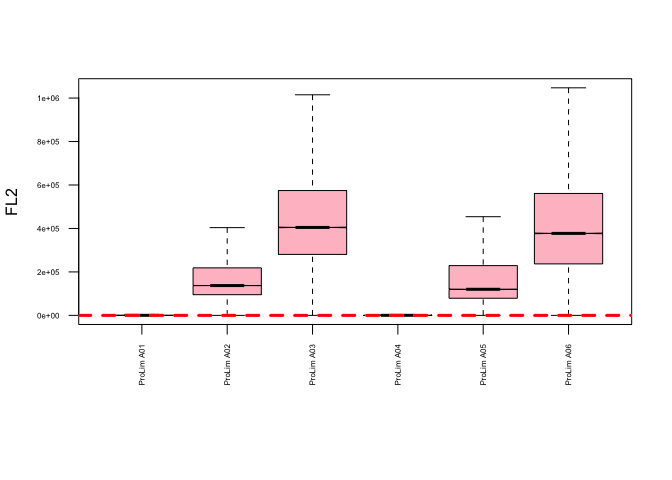 FL2
1e+06
8e+05
6e+05
4e+05
2e+05
0e+00
ProLim A01
ProLim A02
ProLim A03
ProLim A04
ProLim A05
ProLim A06